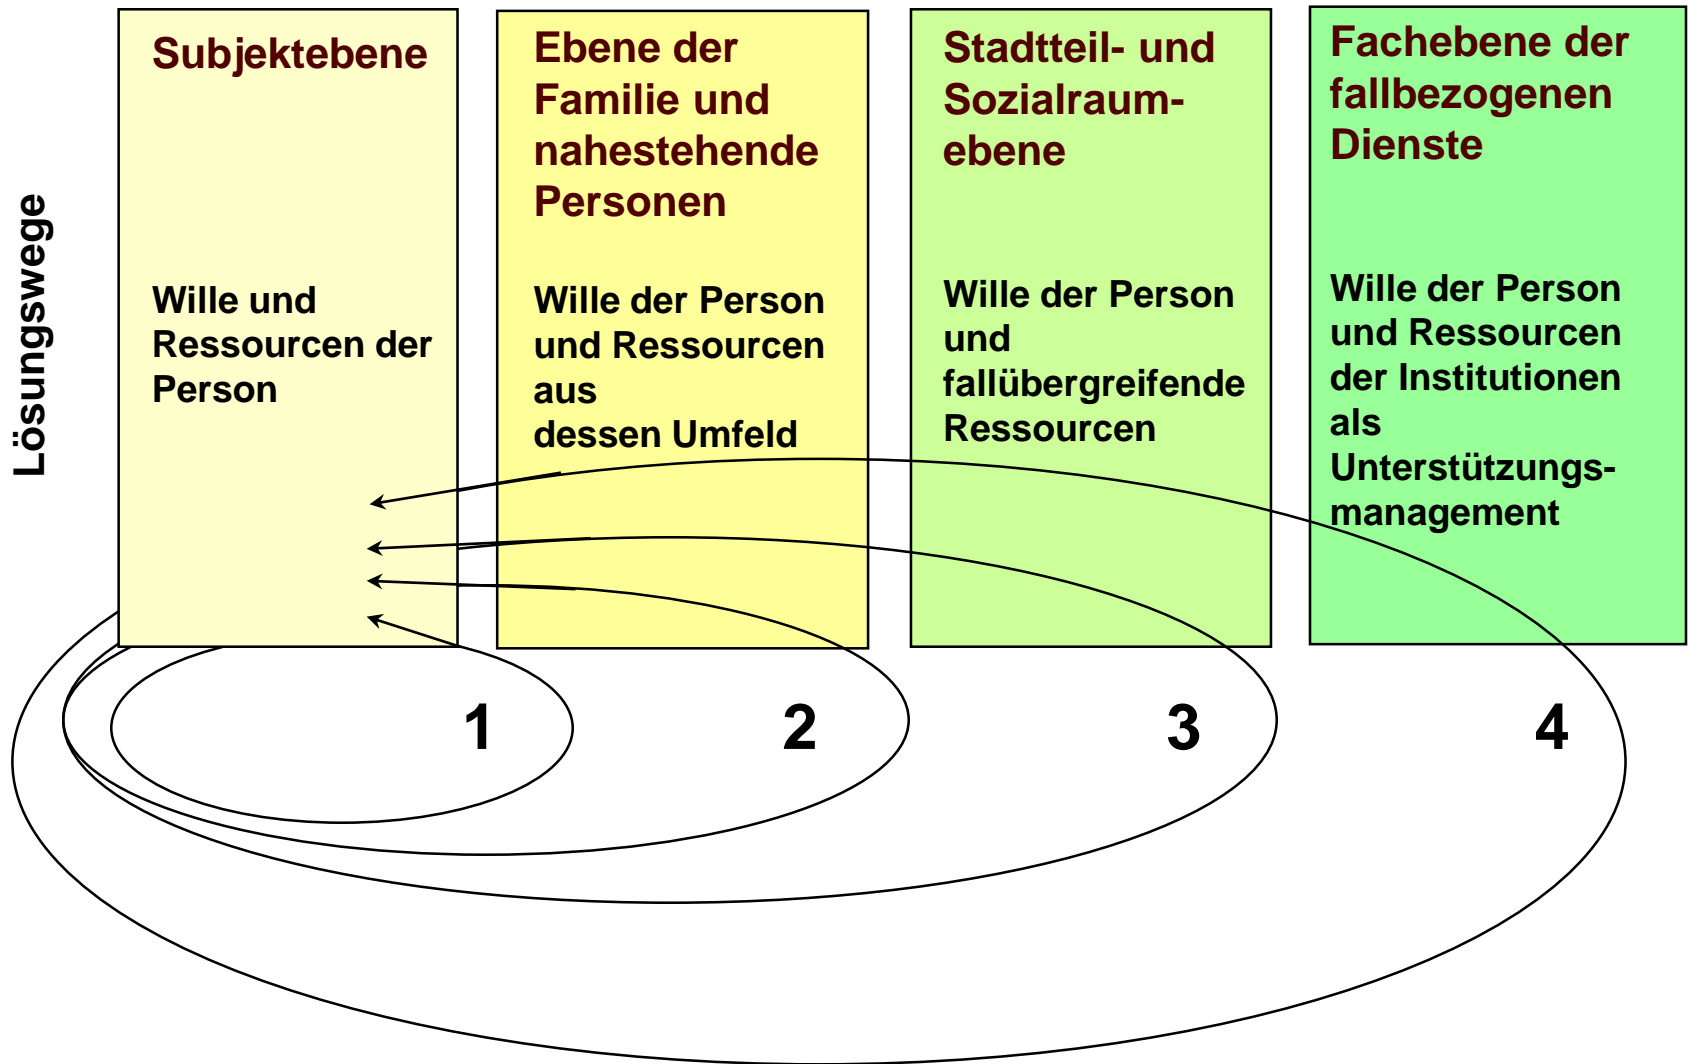 Lösungswege
Subjektebene
Wille und
Ressourcen der
Person
Ebene der
Familie und
nahestehende
Personen
Wille der Person
und Ressourcen
aus
dessen Umfeld
Stadtteil- und
Sozialraum-
ebene
Wille der Person
und
fallübergreifende
Ressourcen
Fachebene der
fallbezogenen
Dienste
Wille der Person
und Ressourcen
der Institutionen
als
Unterstützungs-
management
1
2
3
4